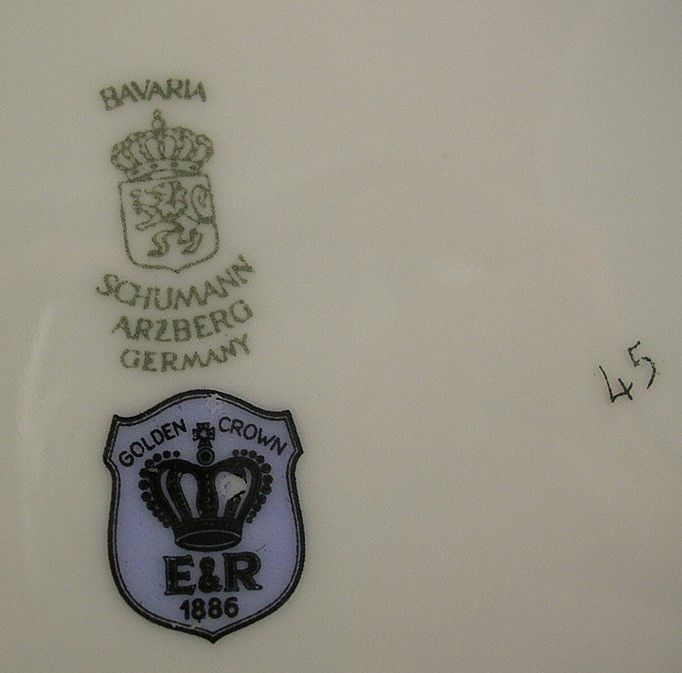 BAVARIA
SCHUMANN
ARZBERG
GERMANY
GOLDEN CROWN
E&R
1886
45